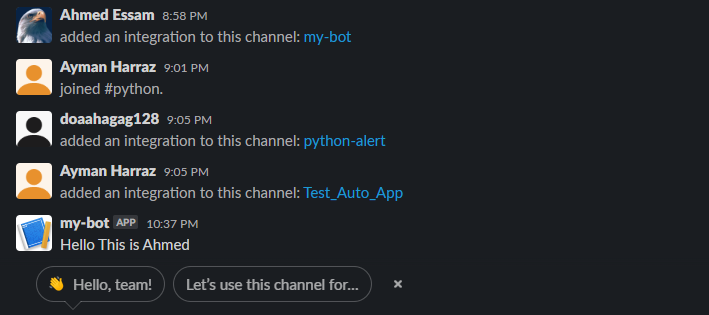 Ahmed Essam 8:58 PM
added an integration to this channel: my-bot
Ayman Harraz 9:01 PM
joined #python.
doaahagag128 9:05 PM
added an integration to this channel: python-alert
Ayman Harraz 9:05 PM
added an integration to this channel: Test_Auto_App
my-bot APP 10:37 PM
Hello This is Ahmed
👋 Hello, team! Let’s use this channel for... ×